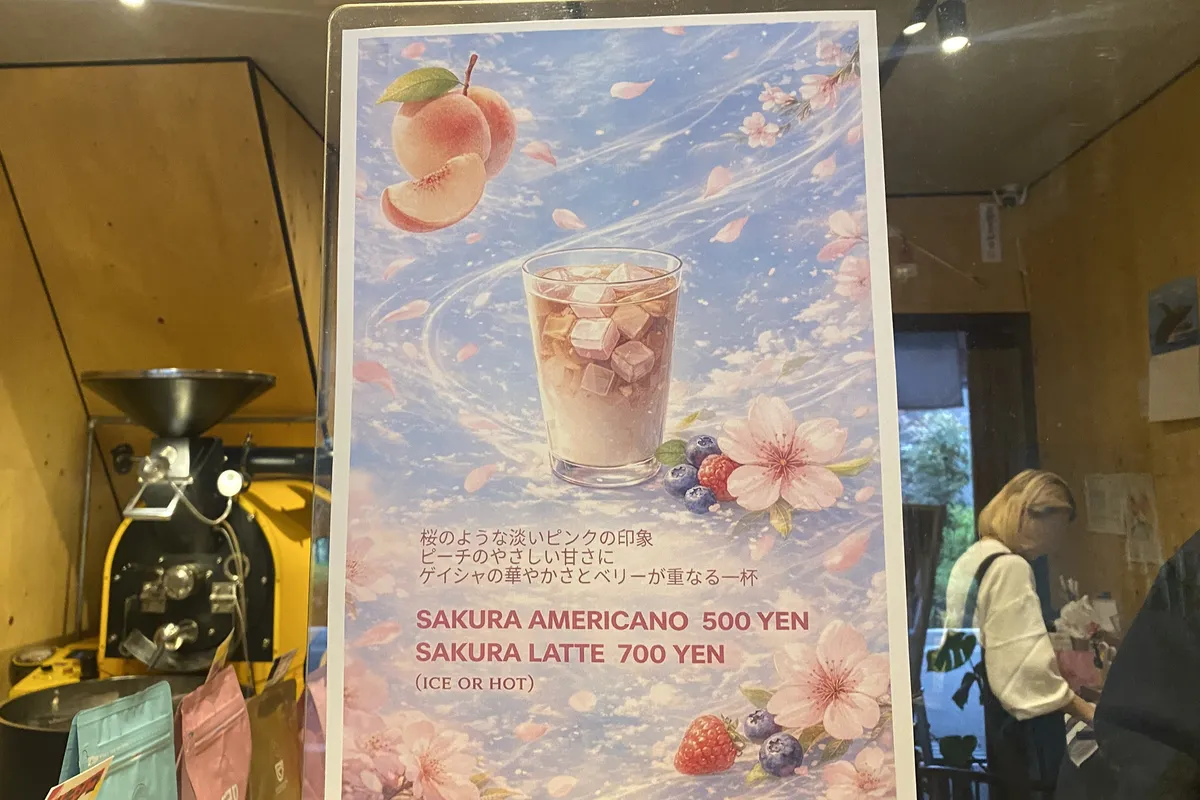 桜のような淡いピンクの印象
ピーチのやさしい甘さに
ゲイシャの華やかさとベリーが重なる一杯
SAKURA AMERICANO 500 YEN
SAKURA LATTE 700 YEN
(ICE OR HOT)